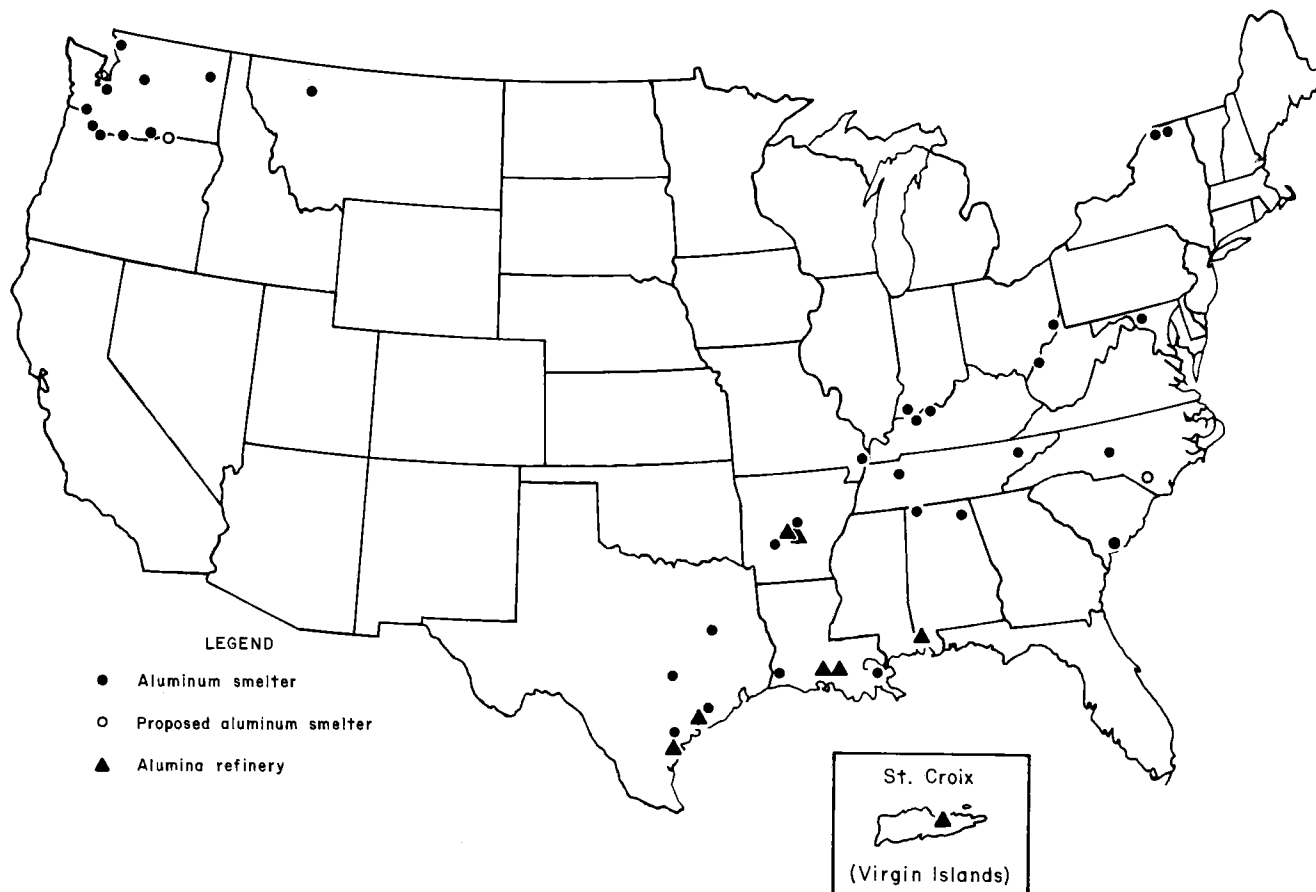 LEGEND
Aluminum smelter
Proposed aluminum smelter
Alumina refinery
St. Croix
(Virgin Islands)